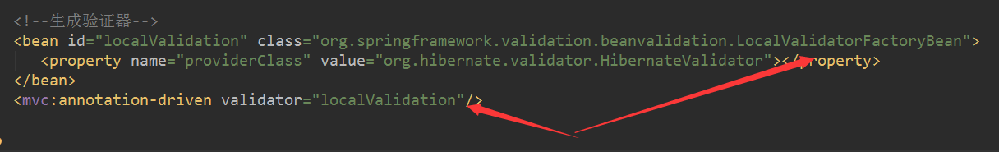 <!--生成验证器-->
<bean id="localValidation" class="org.springframework.validation.beanvalidation.LocalValidatorFactoryBean">
<property name="providerClass" value="org.hibernate.validator.HibernateValidator"></property>
</bean>
<mvc:annotation-driven validator="localValidation"/>